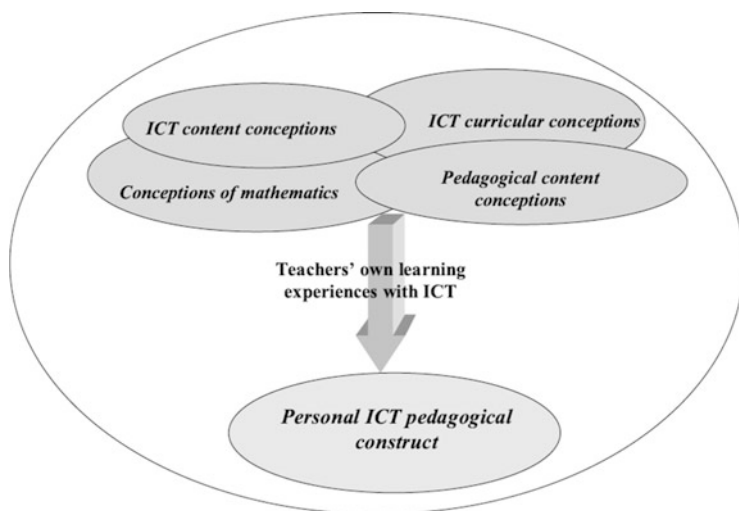 ICT content conceptions
ICT curricular conceptions
Conceptions of mathematics
Pedagogical content
conceptions
Teachers' own learning
experiences with ICT
Personal ICT pedagogical
construct